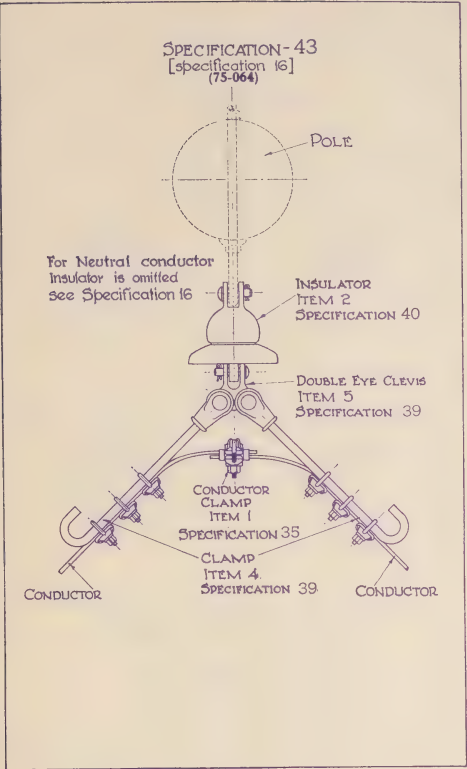 SPECIFICATION-43
[specification 16]
(75-064)
POLE
For Neutral conductor
Insulator is omitted
see Specification 16
INSULATOR
ITEM 2
SPECIFICATION 40
DOUBLE EYE CLEVIS
ITEM 5
SPECIFICATION 39
CONDUCTOR
CLAMP
ITEM 1
SPECIFICATION 35
CLAMP
ITEM 4.
SPECIFICATION 39
CONDUCTOR
CONDUCTOR